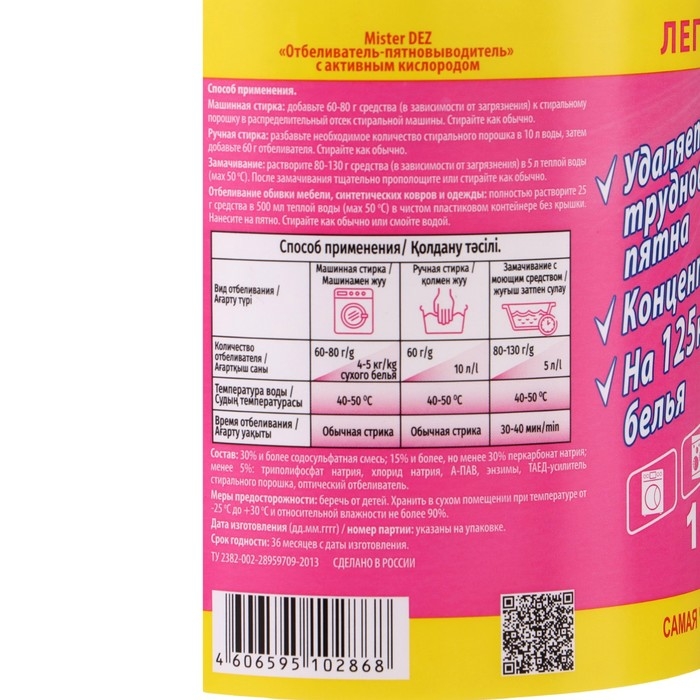 Mister DEZ
«Отбеливатель-пятновыводитель»
с активным кислородом
Способ применения.
Машинная стирка: добавьте 60-80 г средства (в зависимости от загрязнения) к стиральному
порошку в распределительный отсек стиральной машины. Стирайте как обычно.
Ручная стирка: разбавьте необходимое количество стирального порошка в 10 л воды, затем
добавьте 60 г отбеливателя. Стирайте как обычно.
Замачивание: растворите 80-130 г средства (в зависимости от загрязнения) в 5 л теплой воды
(мах 50 °С). После замачивания тщательно прополощите или стирайте как обычно.
Отбеливание обивки мебели, синтетических ковров и одежды: полностью растворите 25
г средства в 500 мл теплой воды (мах 50 °С) в чистом пластиковом контейнере без крышки.
Нанесите на пятно. Стирайте как обычно или смойте водой.
Способ применения/ Қолдану тәсілі.
Вид отбеливания /
Ағарту түрі
Машинная стирка /
Машинамен жуу
Ручная стирка /
қолмен жуу
Замачивание с
моющим средством /
жуғыш затпен сулау
Количество
отбеливателя /
Ағартқыш саны
60-80 г/g
4-5 кг/kg
сухого белья
60 г/g
10 л/l
80-130 г/g
5 л/l
Температура воды /
Судың температурасы
40-50 °С
40-50 °С
40-50 °С
Время отбеливания /
Ағарту уақыты
Обычная стрика
Обычная стрика
30-40 мин/min
Состав: 30% и более содосульфатная смесь; 15% и более, но менее 30% перкарбонат натрия;
менее 5%: триполифосфат натрия, хлорид натрия, А-ПАВ, энзимы, ТАЕД-усилитель
стирального порошка, оптический отбеливатель.
Меры предосторожности: беречь от детей. Хранить в сухом помещении при температуре от
-25 °С до +30 °С и относительной влажности не более 90%.
Дата изготовления (дд.мм.гггг) / номер партии: указаны на упаковке.
Срок годности: 36 месяцев с даты изготовления.
ТУ 2382-002-28959709-2013 СДЕЛАНО В РОССИИ
4 606595 102868
ЛЕГ
Удаляет
трудно
пятна
Концен
На 125
белья
1
САМАЯ